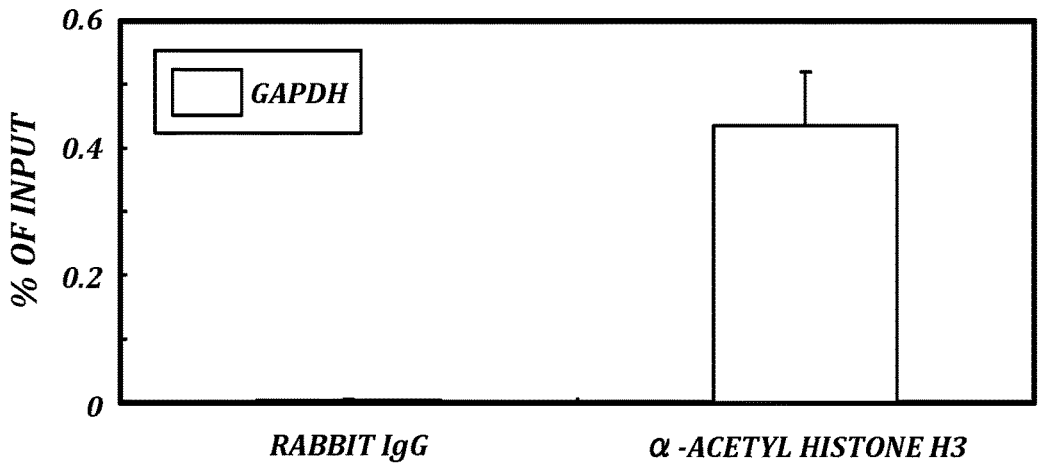 % OF INPUT
0.6
0.4
0.2
0
GAPDH
RABBIT IgG
α -ACETYL HISTONE H3